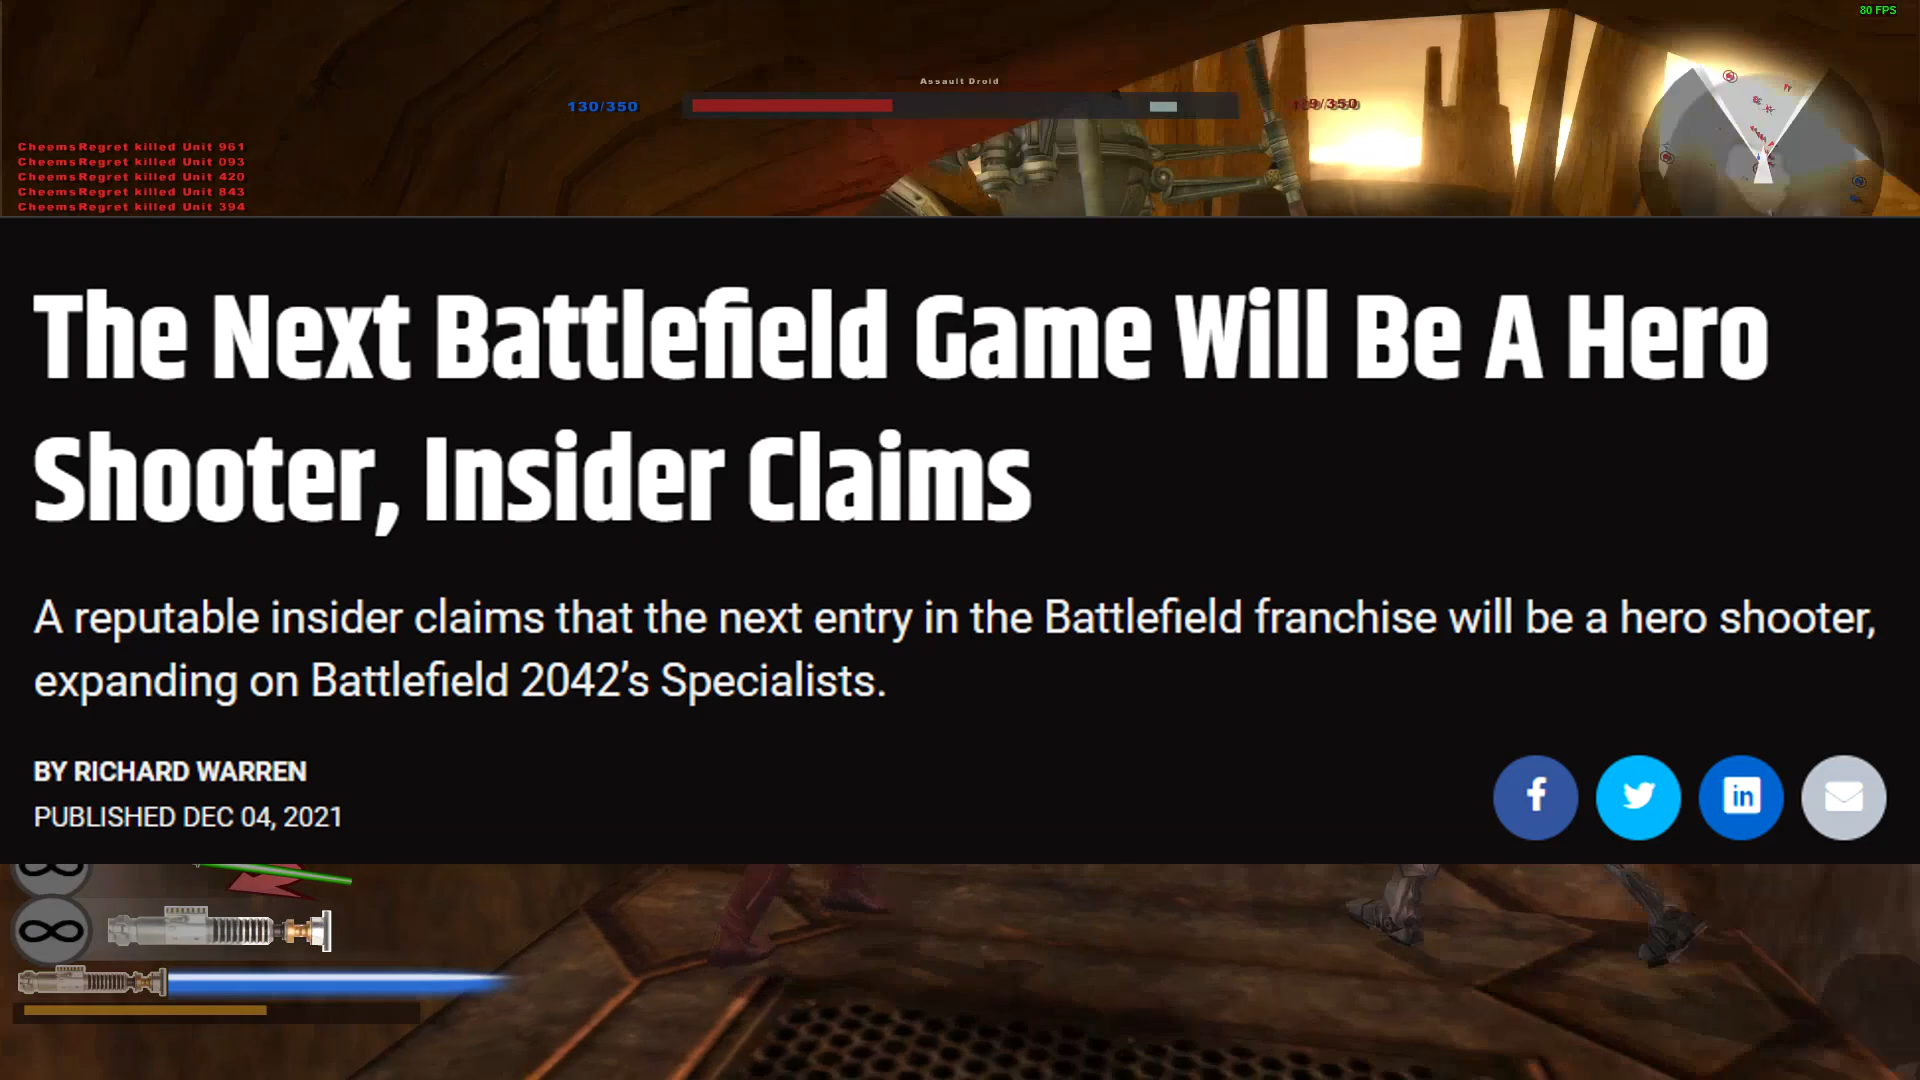 80 FPS
Assault Droid
130/350
CheemsRegret killed Unit 961
CheemsRegret killed Unit 093
CheemsRegret killed Unit 420
CheemsRegret killed Unit 843
CheemsRegret killed Unit 394
The Next Battlefield Game Will Be A Hero
Shooter, Insider Claims
A reputable insider claims that the next entry in the Battlefield franchise will be a hero shooter,
expanding on Battlefield 2042’s Specialists.
BY RICHARD WARREN
PUBLISHED DEC 04, 2021
f
in